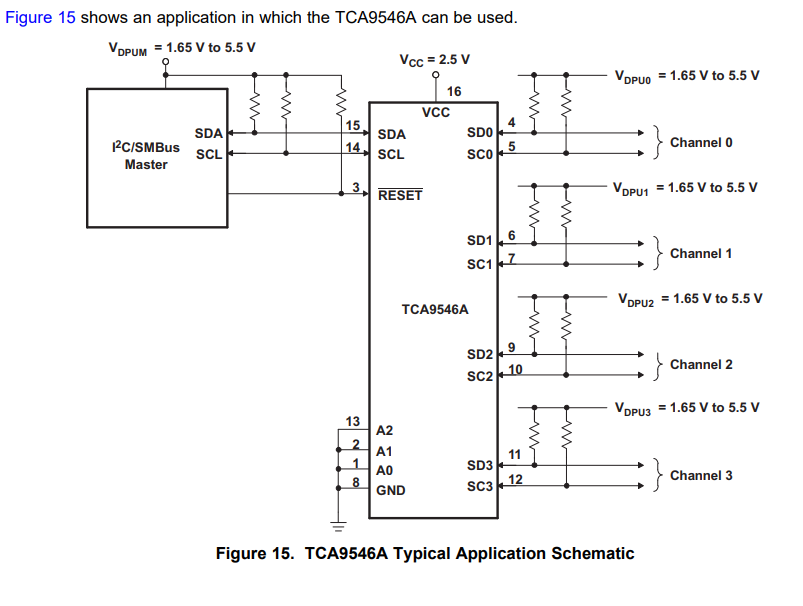 Figure 15 shows an application in which the TCA9546A can be used.
VDPUM = 1.65 V to 5.5 V
VCC = 2.5 V
16
VCC
VDPU0 = 1.65 V to 5.5 V
I²C/SMBus
Master
SDA
SCL
15
14
3
SDA
SCL
RESET
SD0
SC0
4
5
Channel 0
VDPU1 = 1.65 V to 5.5 V
SD1
SC1
6
7
Channel 1
TCA9546A
VDPU2 = 1.65 V to 5.5 V
SD2
SC2
9
10
Channel 2
VDPU3 = 1.65 V to 5.5 V
13
2
1
8
A2
A1
A0
GND
SD3
SC3
11
12
Channel 3
Figure 15. TCA9546A Typical Application Schematic